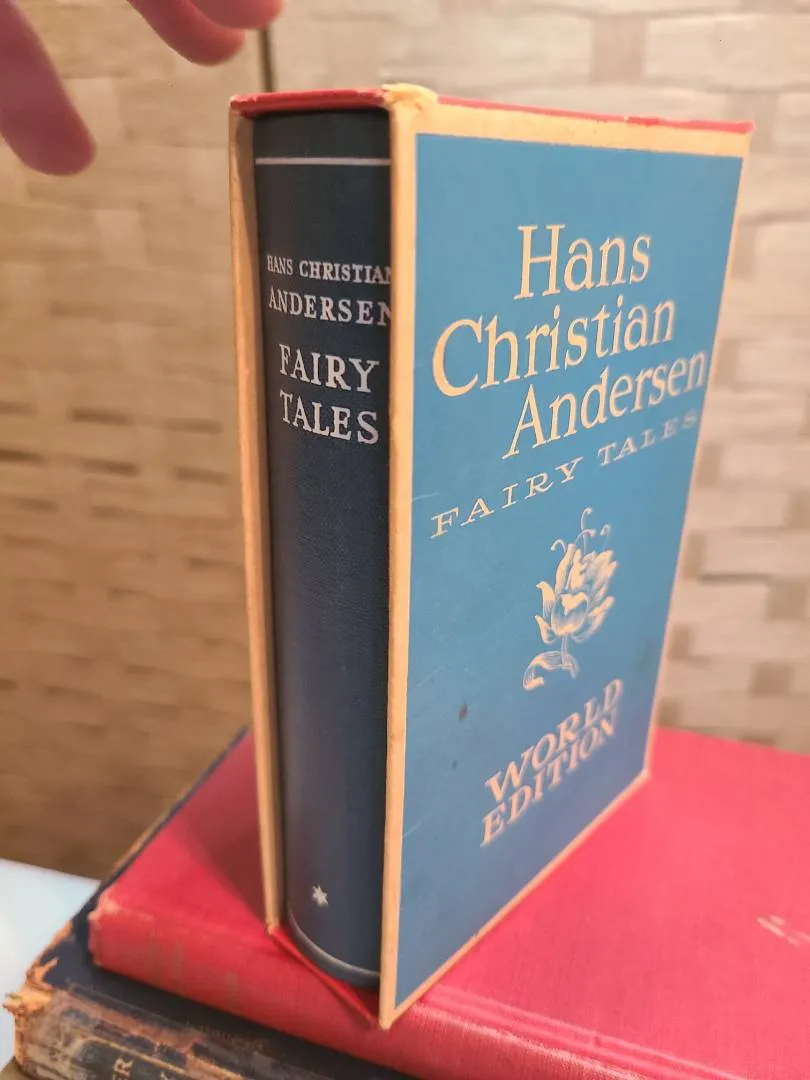 HANS CHRISTIAN
ANDERSEN
FAIRY
TALES
Hans
Christian
Andersen
FAIRY TALES
WORLD
EDITION